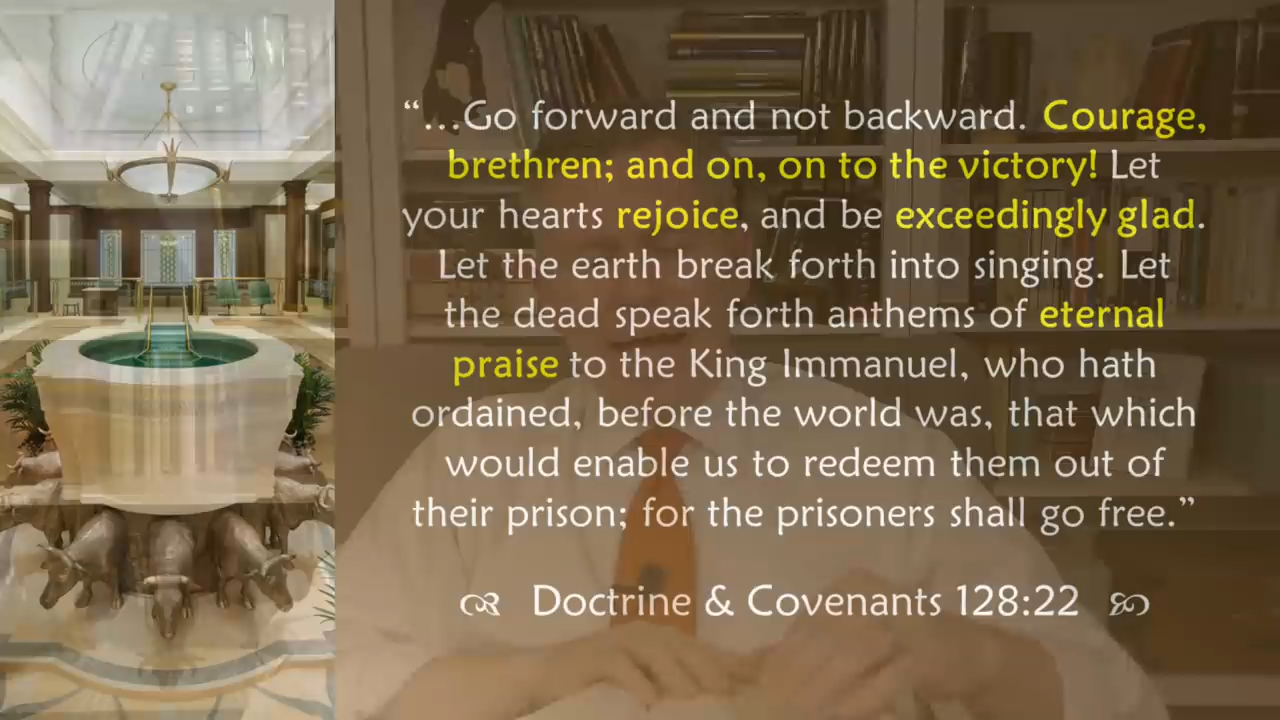 “…Go forward and not backward. Courage,
brethren; and on, on to the victory! Let
your hearts rejoice, and be exceedingly glad.
Let the earth break forth into singing. Let
the dead speak forth anthems of eternal
praise to the King Immanuel, who hath
ordained, before the world was, that which
would enable us to redeem them out of
their prison; for the prisoners shall go free.”
Doctrine & Covenants 128:22